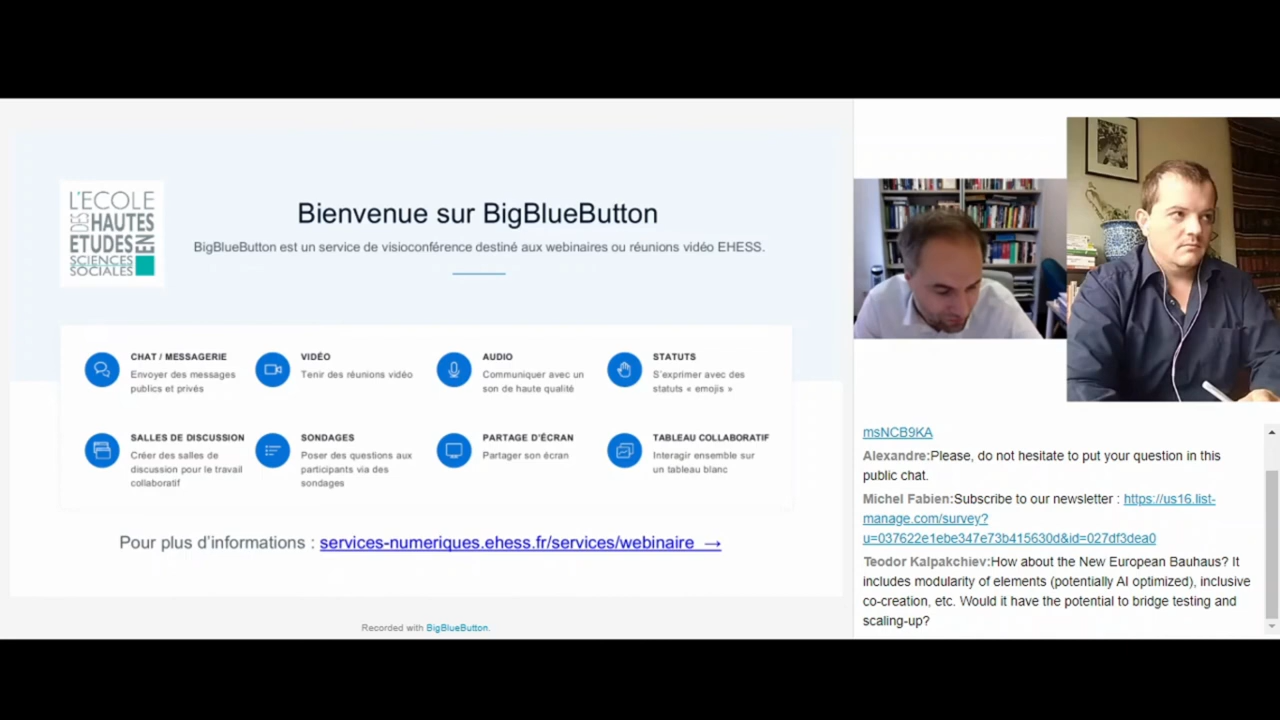 L'ECOLE
DES HAUTES
ETUDES EN
SCIENCES
SOCIALES
Bienvenue sur BigBlueButton
BigBlueButton est un service de visioconférence destiné aux webinaires ou réunions vidéo EHESS.
CHAT / MESSAGERIE
Envoyer des messages
publics et privés
VIDÉO
Tenir des réunions vidéo
AUDIO
Communiquer avec un
son de haute qualité
STATUTS
S'exprimer avec des
statuts « emojis »
SALLES DE DISCUSSION
Créer des salles de
discussion pour le travail
collaboratif
SONDAGES
Poser des questions aux
participants via des
sondages
PARTAGE D'ÉCRAN
Partager son écran
TABLEAU COLLABORATIF
Interagir ensemble sur
un tableau blanc
Pour plus d'informations : services-numeriques.ehess.fr/services/webinaire →
Recorded with BigBlueButton.
msNCB9KA
Alexandre:Please, do not hesitate to put your question in this
public chat.
Michel Fabien:Subscribe to our newsletter : https://us16.list-
manage.com/survey?
u=037622e1ebe347e73b415630d&id=027df3dea0
Teodor Kalpakchiev:How about the New European Bauhaus? It
includes modularity of elements (potentially AI optimized), inclusive
co-creation, etc. Would it have the potential to bridge testing and
scaling-up?